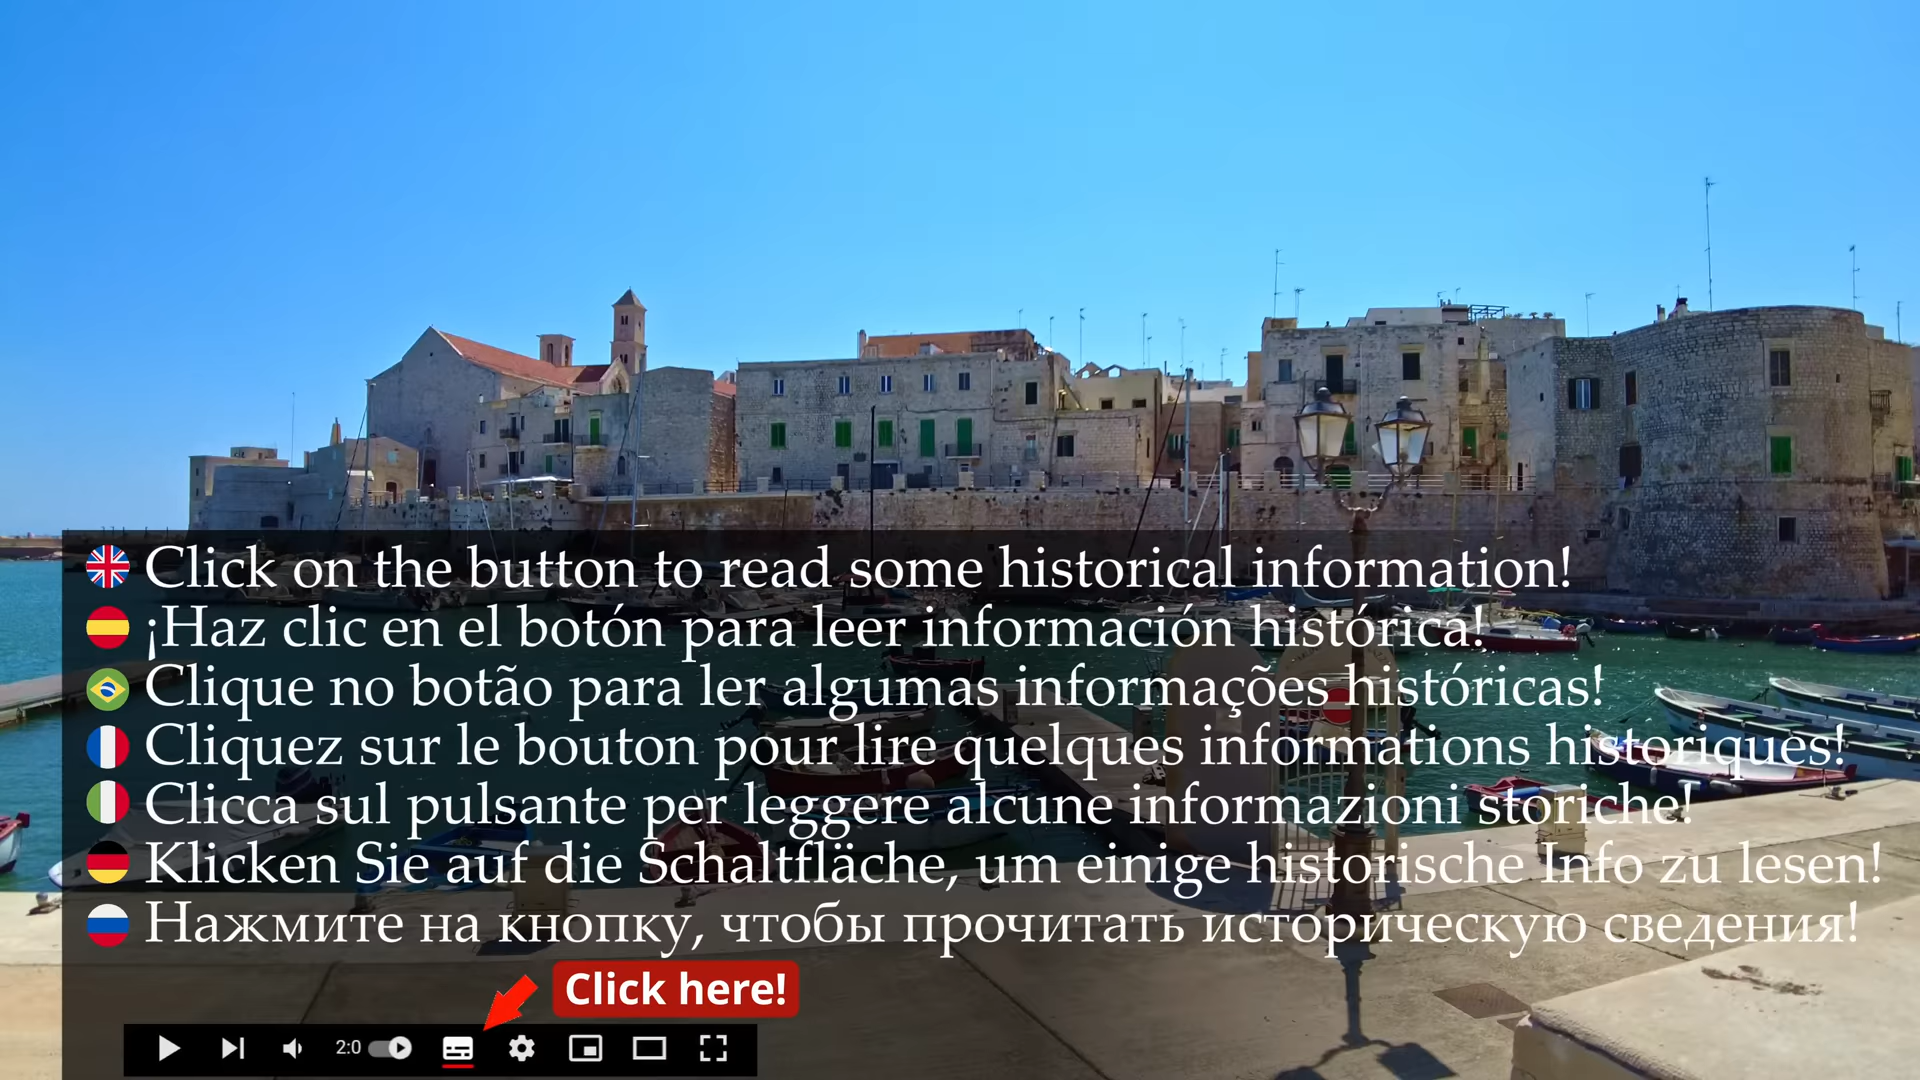 Click on the button to read some historical information!
¡Haz clic en el botón para leer información histórica!
Clique no botão para ler algumas informações históricas!
Cliquez sur le bouton pour lire quelques informations historiques!
Clicca sul pulsante per leggere alcune informazioni storiche!
Klicken Sie auf die Schaltfläche, um einige historische Info zu lesen!
Нажмите на кнопку, чтобы прочитать историческую сведения!
Click here!
2:0